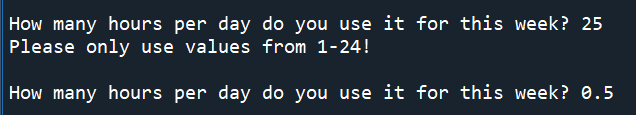 How many hours per day do you use it for this week? 25
Please only use values from 1-24!
How many hours per day do you use it for this week? 0.5